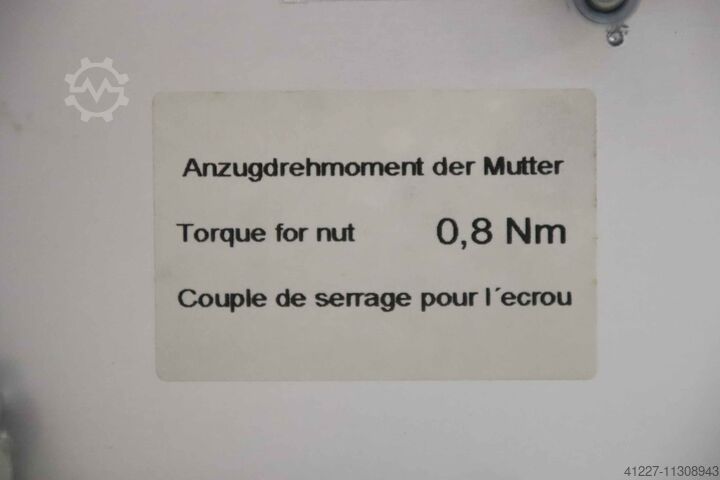 Anzugdrehmoment der Mutter
Torque for nut 0,8 Nm
Couple de serrage pour l´ecrou
41227-11308943